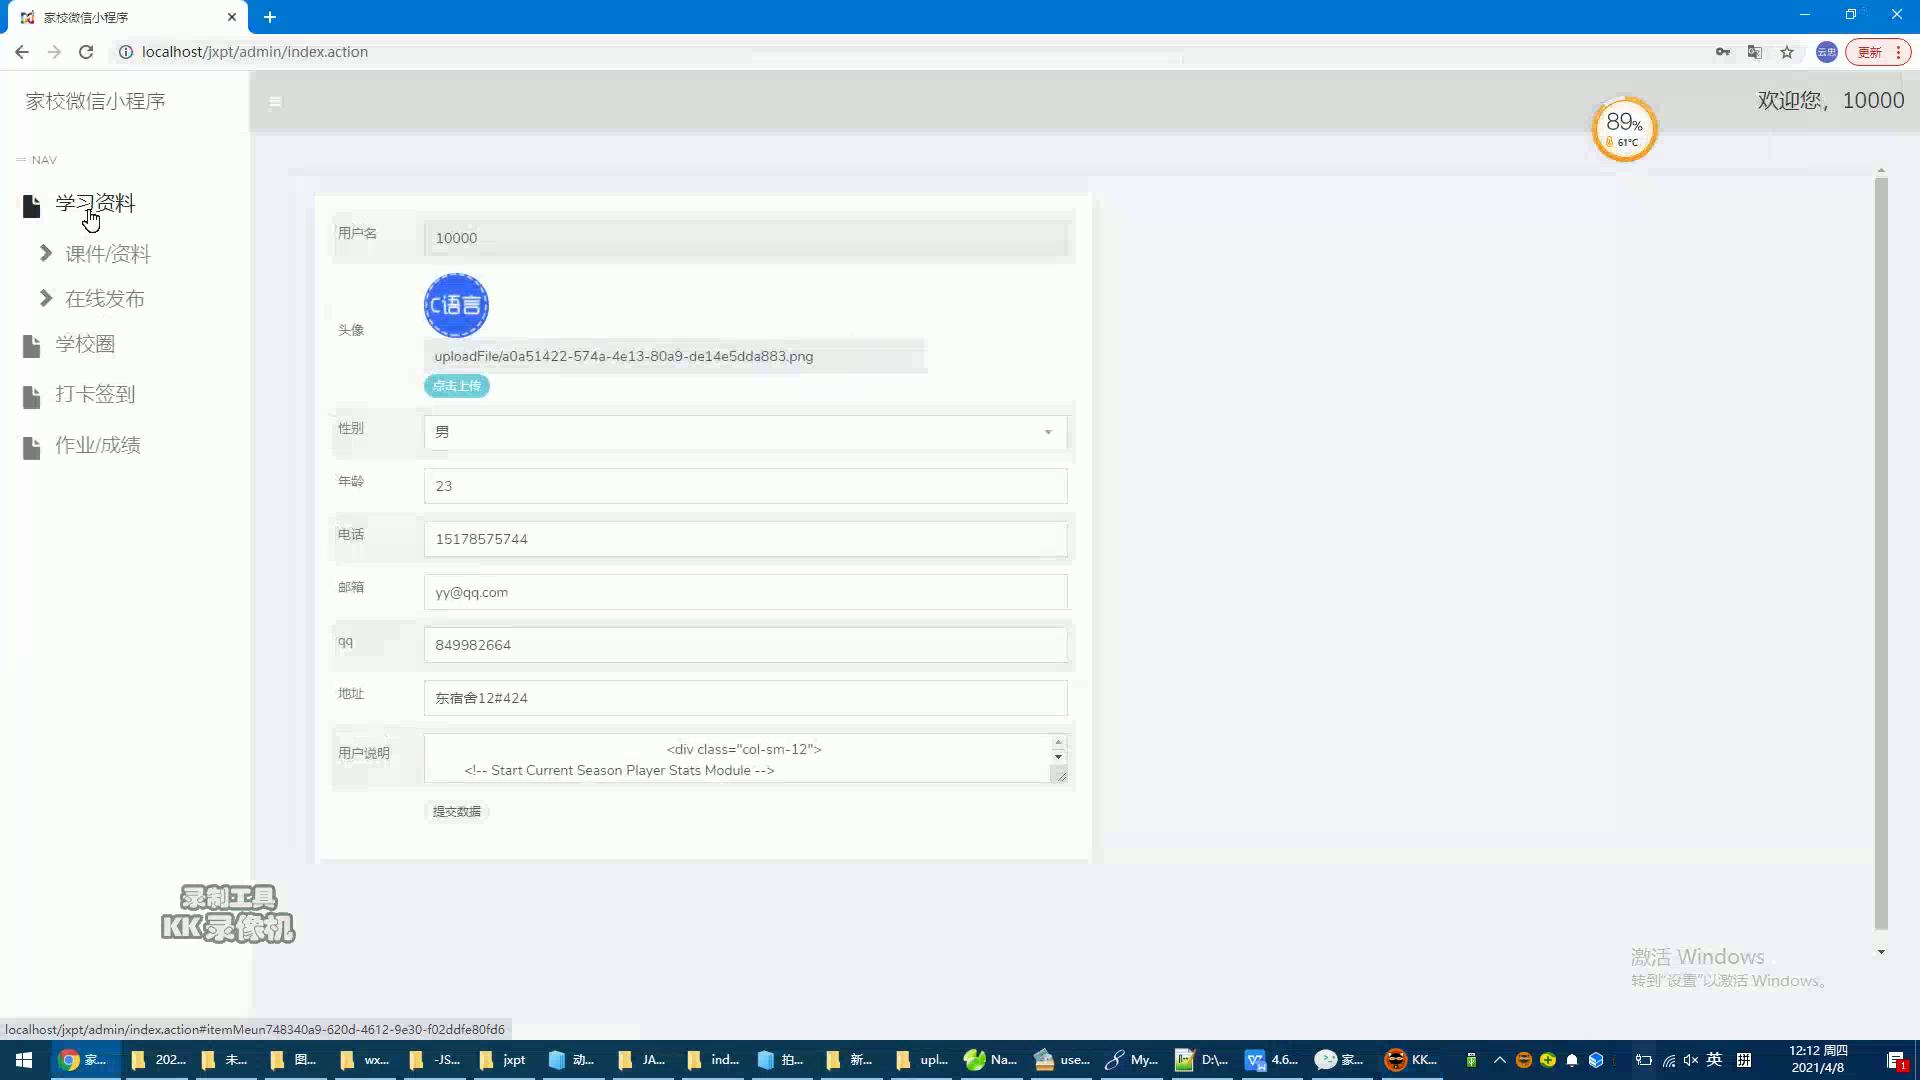 家校微信小程序
localhost/jxpt/admin/index.action
云忠
更新
家校微信小程序
欢迎您，10000
89%
61°C
NAV
学习资料
课件/资料
在线发布
学校圈
打卡签到
作业/成绩
用户名
10000
头像
C语言
uploadFile/a0a51422-574a-4e13-80a9-de14e5dda883.png
点击上传
性别
男
年龄
23
电话
15178575744
邮箱
yy@qq.com
qq
849982664
地址
东宿舍12#424
用户说明
<div class="col-sm-12">
<!-- Start Current Season Player Stats Module -->
提交数据
录制工具
KK录像机
激活 Windows
转到"设置"以激活 Windows。
localhost/jxpt/admin/index.action#itemMeun748340a9-620d-4612-9e30-f02ddfe80fd6
家...
202...
未...
图...
wx...
-JS...
jxpt
动...
JA...
ind...
拍...
新...
upl...
Na...
use...
My...
D:\...
4.6...
家...
KK...
英
拼
12:12 周四
2021/4/8
1